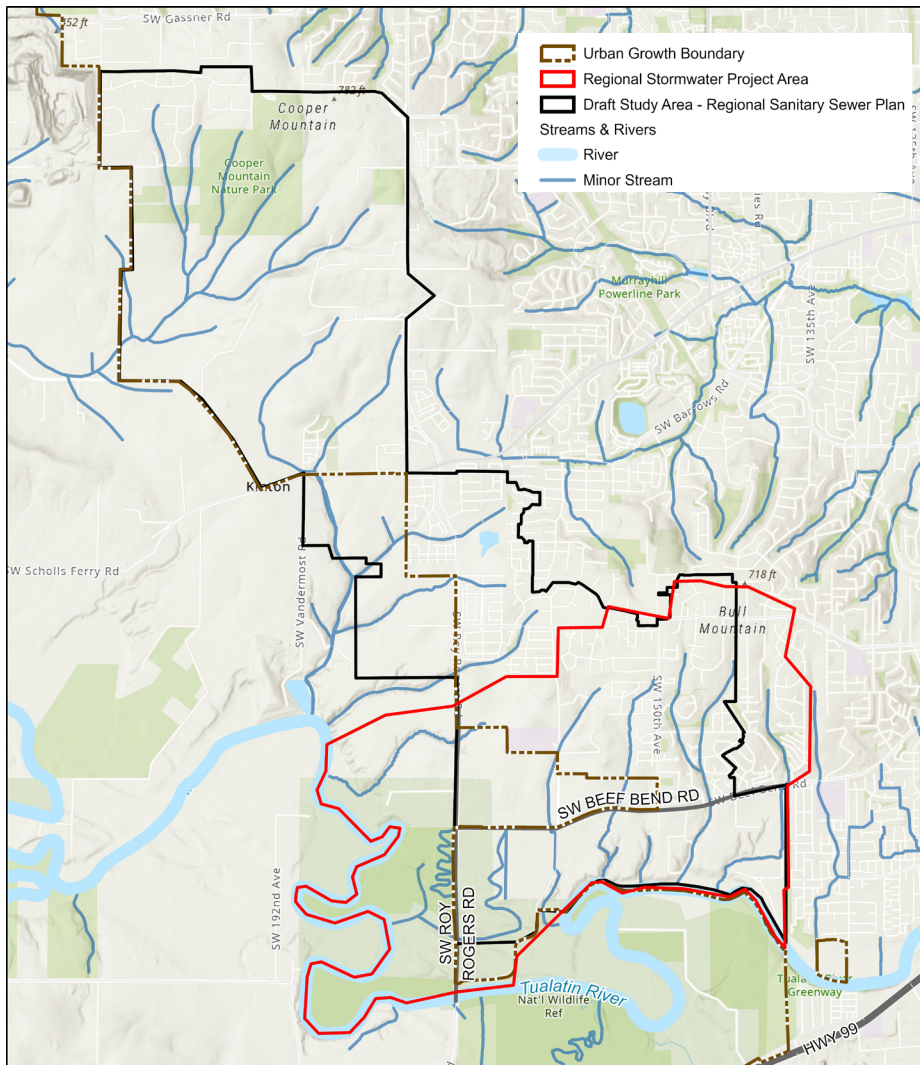 SW Gassner Rd
752 ft
782 ft
Cooper
Mountain
Cooper
Mountain
Nature Park
Urban Growth Boundary
Regional Stormwater Project Area
Draft Study Area - Regional Sanitary Sewer Plan
Streams & Rivers
River
Minor Stream
Murrayhill
Powerline Park
SW 135th Ave
SW Barrows Rd
Kinton
SW Scholls Ferry Rd
SW Vandermost Rd
718 ft
Bull
Mountain
SW 150th Ave
SW BEEF BEND RD
SW 192nd Ave
SW ROY
ROGERS RD
Tualatin River
Nat'l Wildlife
Ref
Tualatin River
Greenway
HWY 99